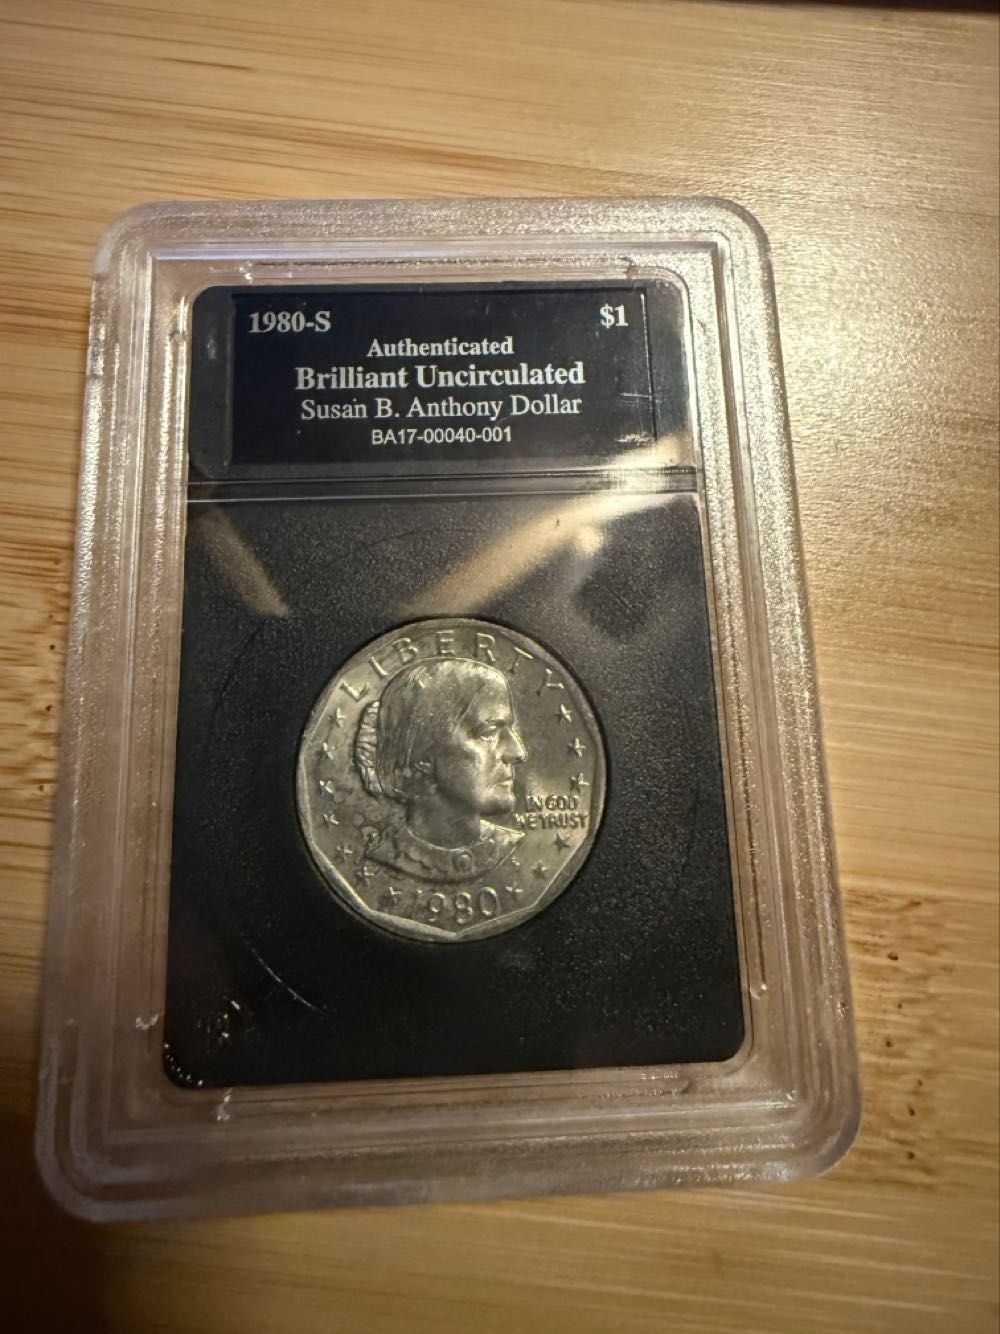 1980-S $1
Authenticated
Brilliant Uncirculated
Susan B. Anthony Dollar
BA17-00040-001
LIBERTY
IN GOD
WE TRUST
1980